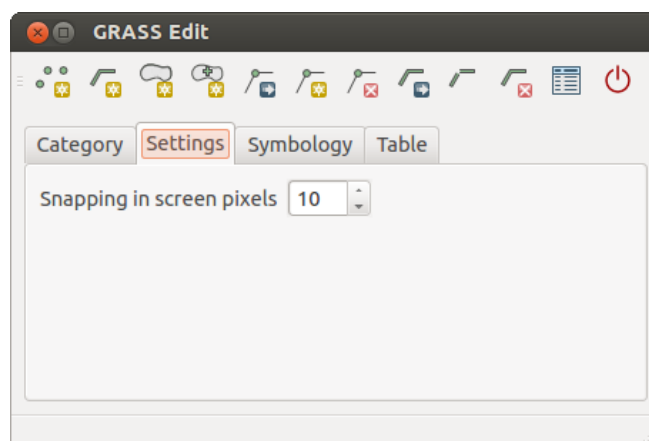 GRASS Edit
Category Settings Symbology Table
Snapping in screen pixels 10